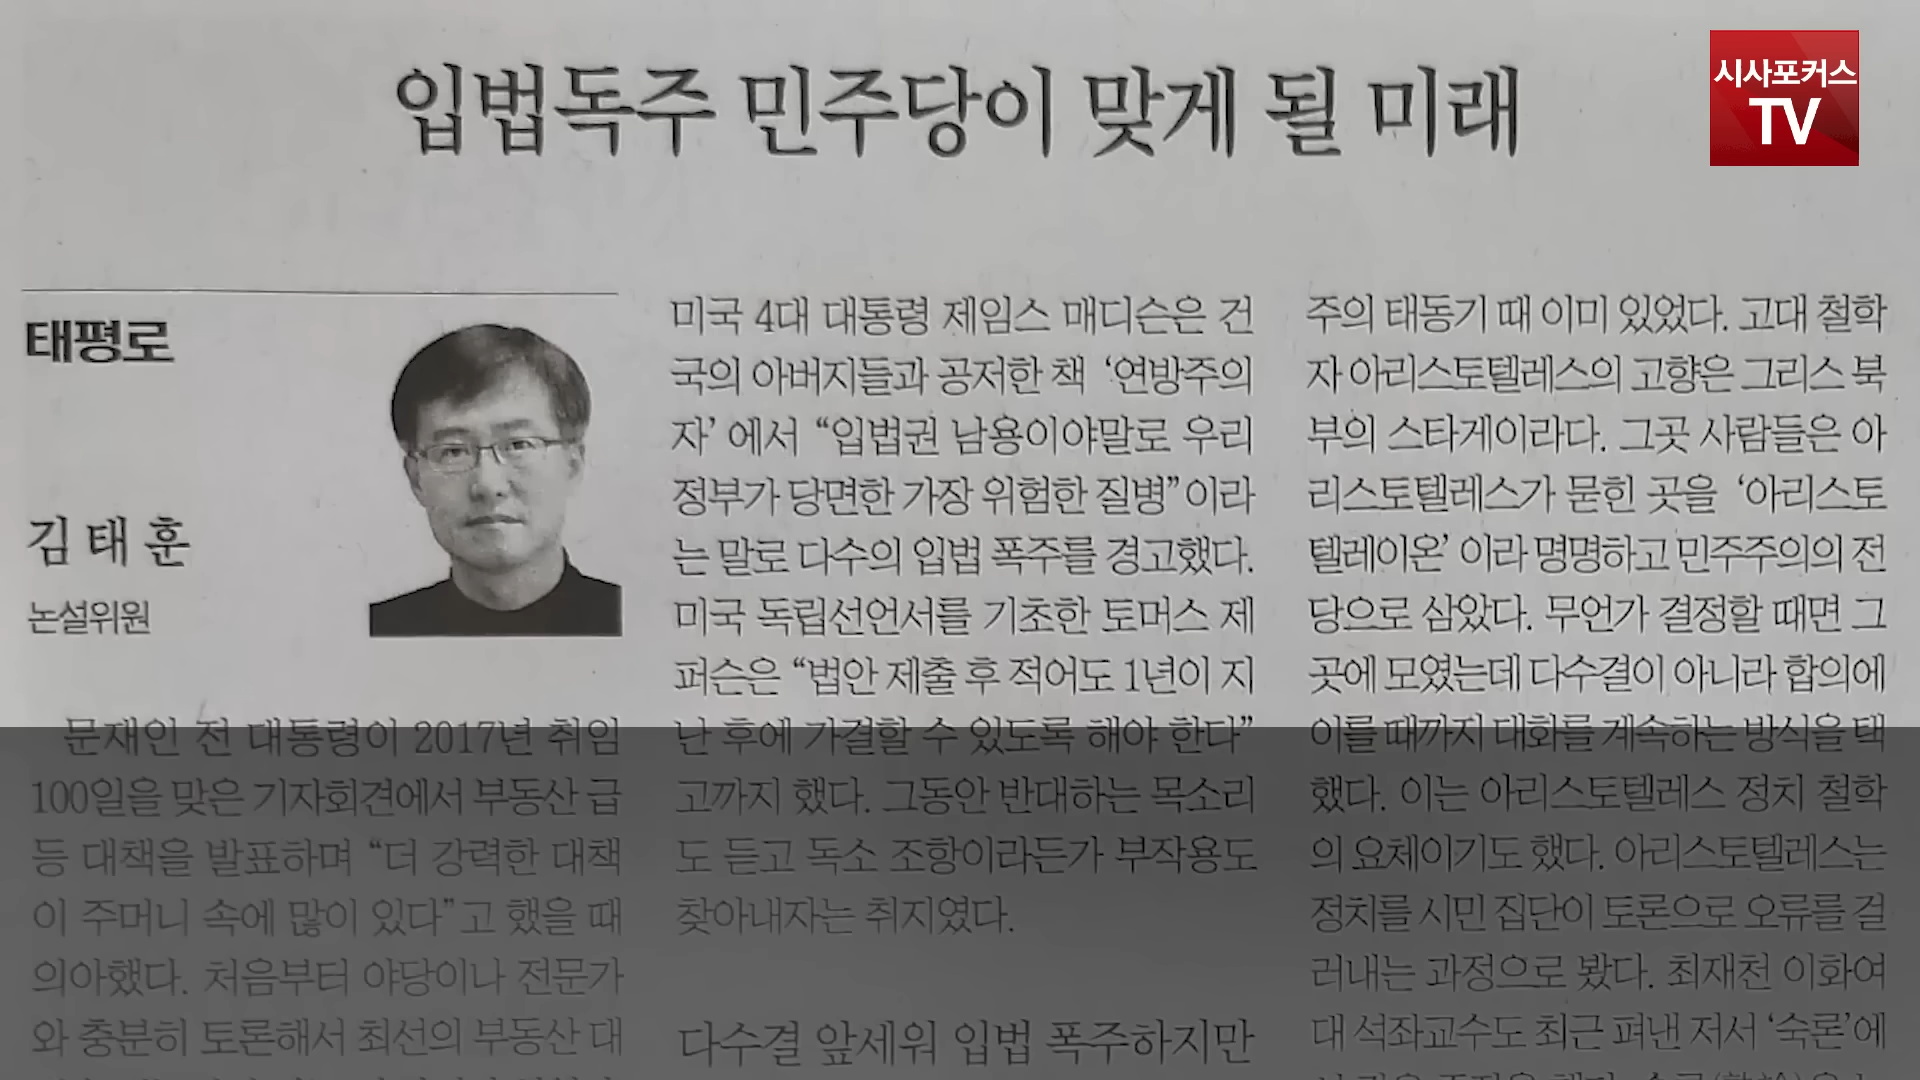 입법독주 민주당이 맞게 될 미래
시사포커스
TV
태평로
김태훈
논설위원
문재인 전 대통령이 2017년 취임
100일을 맞은 기자회견에서 부동산 급
등 대책을 발표하며 “더 강력한 대책
이 주머니 속에 많이 있다”고 했을 때
의아했다. 처음부터 야당이나 전문가
와 충분히 토론해서 최선의 부동산 대
미국 4대 대통령 제임스 매디슨은 건
국의 아버지들과 공저한 책 ‘연방주의
자’에서 “입법권 남용이야말로 우리
정부가 당면한 가장 위험한 질병”이라
는 말로 다수의 입법 폭주를 경고했다.
미국 독립선언서를 기초한 토머스 제
퍼슨은 “법안 제출 후 적어도 1년이 지
난 후에 가결할 수 있도록 해야 한다”
고까지 했다. 그동안 반대하는 목소리
도 듣고 독소 조항이라든가 부작용도
찾아내자는 취지였다.
다수결 앞세워 입법 폭주하지만
주의 태동기 때 이미 있었다. 고대 철학
자 아리스토텔레스의 고향은 그리스 북
부의 스타게이라다. 그곳 사람들은 아
리스토텔레스가 묻힌 곳을 ‘아리스토
텔레이온’이라 명명하고 민주주의의 전
당으로 삼았다. 무언가 결정할 때면 그
곳에 모였는데 다수결이 아니라 합의에
이를 때까지 대화를 계속하는 방식을 택
했다. 이는 아리스토텔레스 정치 철학
의 요체이기도 했다. 아리스토텔레스는
정치를 시민 집단이 토론으로 오류를 걸
러내는 과정으로 봤다. 최재천 이화여
대 석좌교수도 최근 펴낸 저서 ‘숙론’에